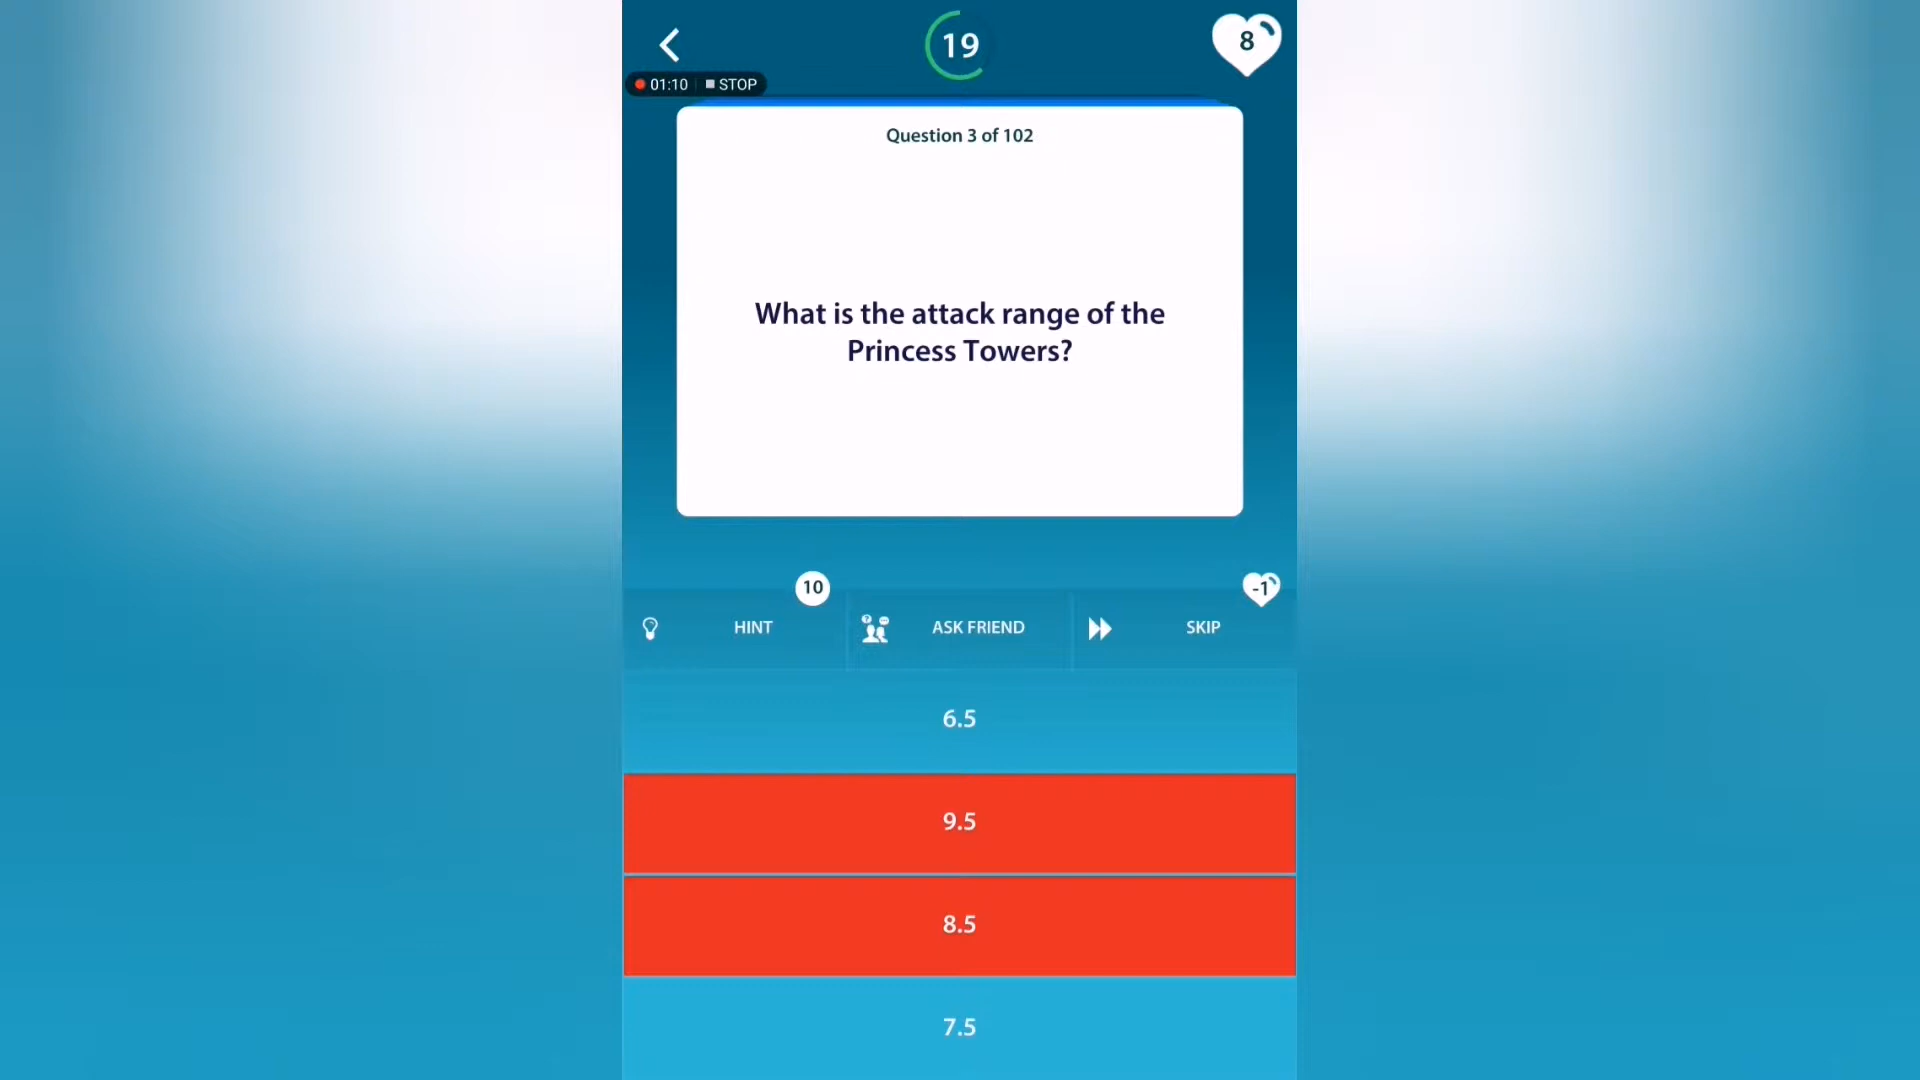 19
8
01:10
STOP
Question 3 of 102
What is the attack range of the
Princess Towers?
10
-1
HINT
ASK FRIEND
SKIP
6.5
9.5
8.5
7.5